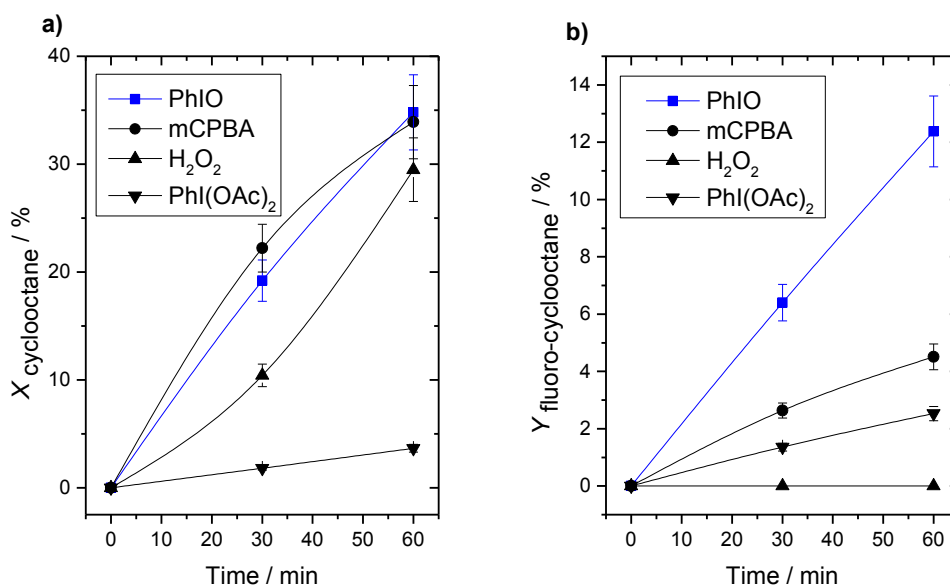 a)
X cyclooctane / %
40
30
20
10
0
PhIO
mCPBA
H₂O₂
PhI(OAc)₂
0 10 20 30 40 50 60
Time / min
b)
Y fluoro-cyclooctane / %
14
12
10
8
6
4
2
0
PhIO
mCPBA
H₂O₂
PhI(OAc)₂
0 10 20 30 40 50 60
Time / min